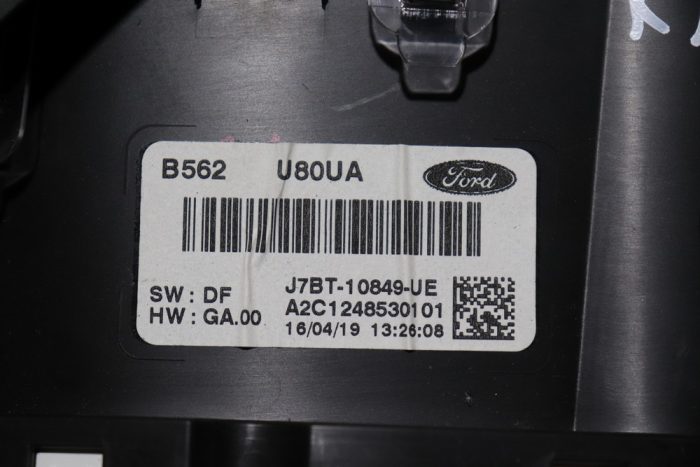 B562 U80UA Ford
J7BT-10849-UE
SW : DF
A2C1248530101
HW : GA.00
16/04/19 13:26:08